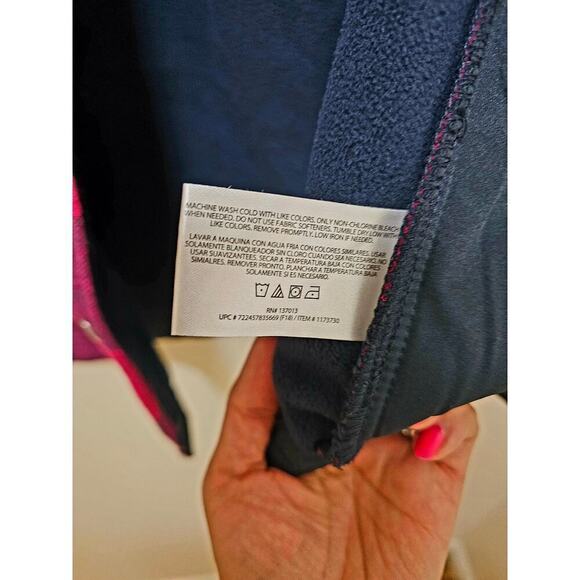 MACHINE WASH COLD WITH LIKE COLORS. ONLY NON-CHLORINE BLEACH
WHEN NEEDED. DO NOT USE FABRIC SOFTENERS. TUMBLE DRY LOW WITH
LIKE COLORS. REMOVE PROMPTLY. LOW IRON IF NEEDED.
LAVAR A MAQUINA CON AGUA FRIA CON COLORES SIMILARES. USAR
SOLAMENTE BLANQUEADOR SIN CLORO CUANDO SEA NECESARIO. NO
USAR SUAVIZANTES. SECAR A TEMPERATURA BAJA CON COLORES
SIMIALRES. REMOVER PRONTO. PLANCHAR A TEMPERATURA BAJA
SOLAMENTE SI ES NECESARIO.
RN# 137013
UPC # 722457835669 (F18) / ITEM # 1173730